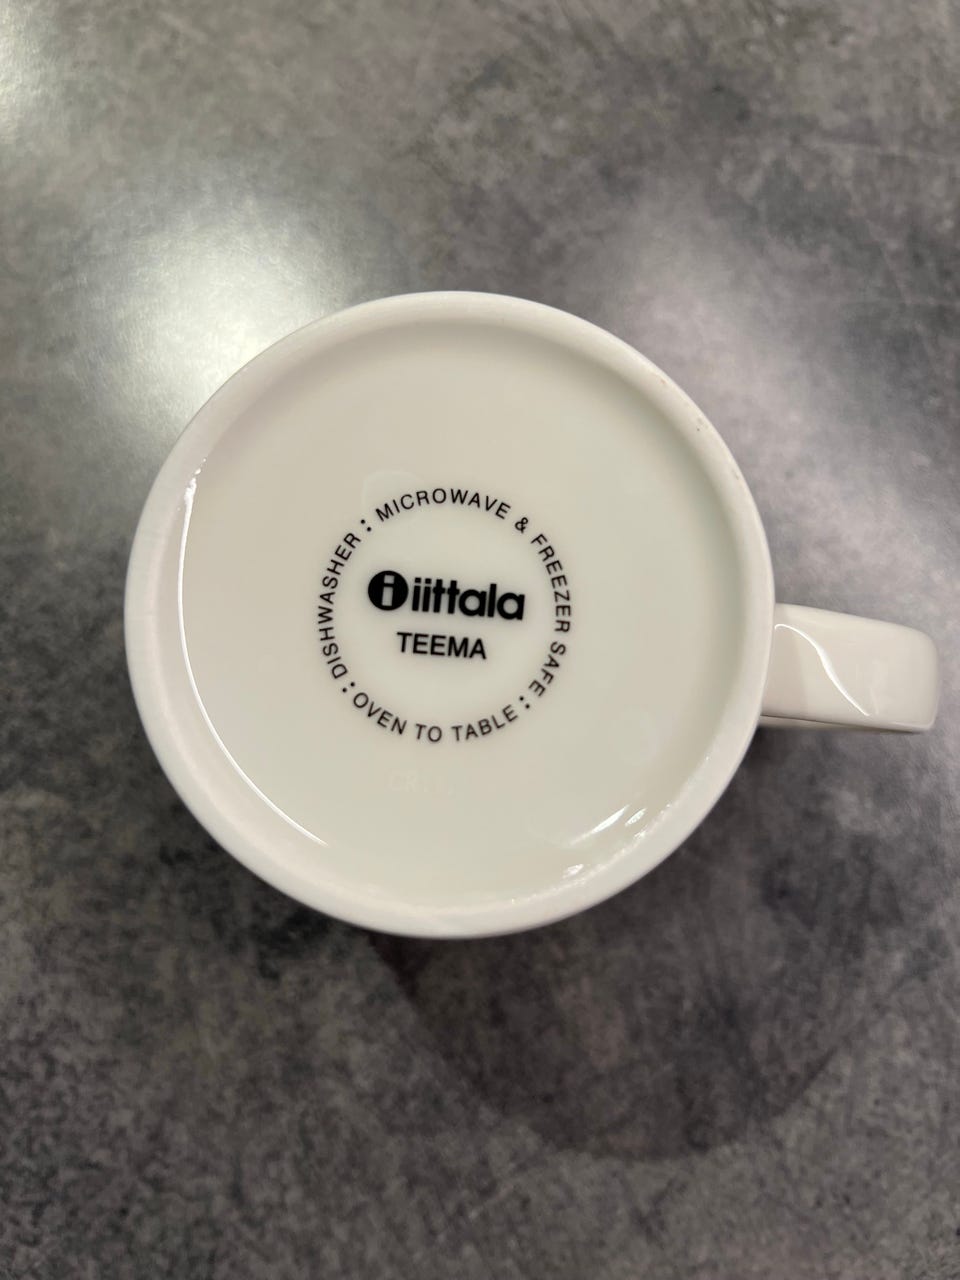 MICROWAVE & FREEZER SAFE : OVEN TO TABLE : DISHWASHER :
i iittala
TEEMA